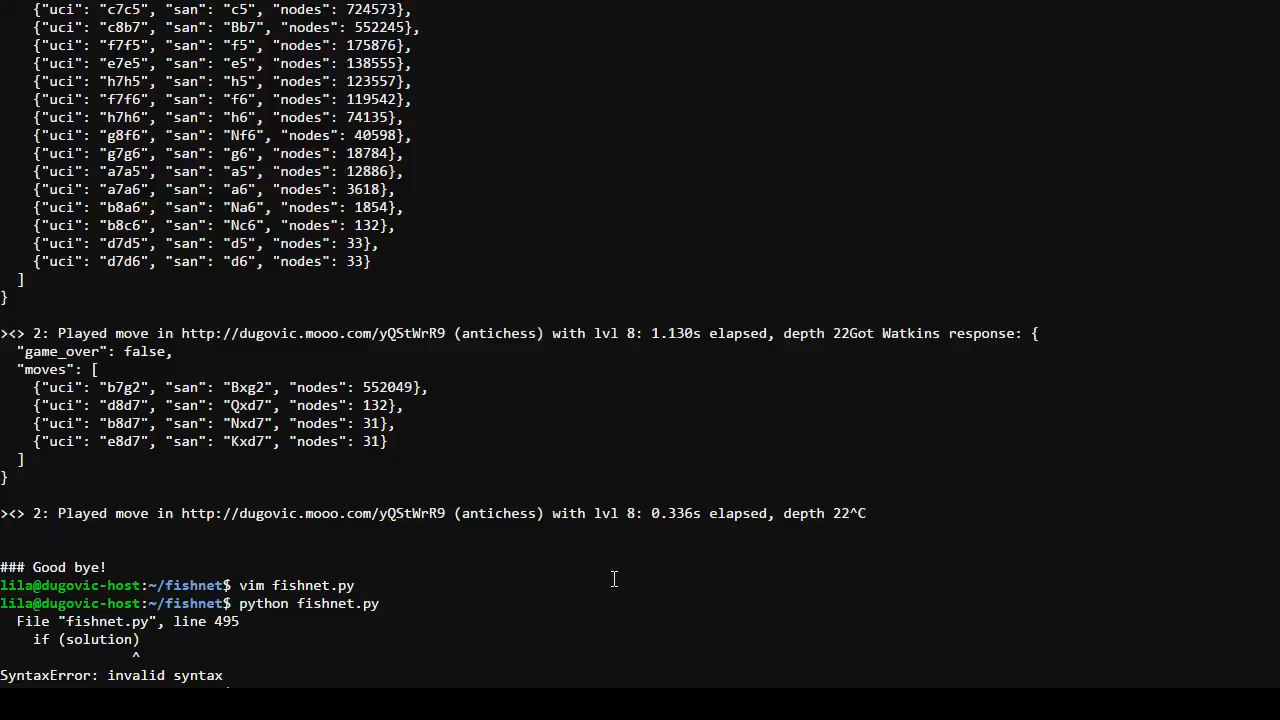 {"uci": "c7c5", "san": "c5", "nodes": 724573},
{"uci": "c8b7", "san": "Bb7", "nodes": 552245},
{"uci": "f7f5", "san": "f5", "nodes": 175876},
{"uci": "e7e5", "san": "e5", "nodes": 138555},
{"uci": "h7h5", "san": "h5", "nodes": 123557},
{"uci": "f7f6", "san": "f6", "nodes": 119542},
{"uci": "h7h6", "san": "h6", "nodes": 74135},
{"uci": "g8f6", "san": "Nf6", "nodes": 40598},
{"uci": "g7g6", "san": "g6", "nodes": 18784},
{"uci": "a7a5", "san": "a5", "nodes": 12886},
{"uci": "a7a6", "san": "a6", "nodes": 3618},
{"uci": "b8a6", "san": "Na6", "nodes": 1854},
{"uci": "b8c6", "san": "Nc6", "nodes": 132},
{"uci": "d7d5", "san": "d5", "nodes": 33},
{"uci": "d7d6", "san": "d6", "nodes": 33}
]
}
><> 2: Played move in http://dugovic.mooo.com/yQStWrR9 (antichess) with lvl 8: 1.130s elapsed, depth 22Got Watkins response: {
"game_over": false,
"moves": [
{"uci": "b7g2", "san": "Bxg2", "nodes": 552049},
{"uci": "d8d7", "san": "Qxd7", "nodes": 132},
{"uci": "b8d7", "san": "Nxd7", "nodes": 31},
{"uci": "e8d7", "san": "Kxd7", "nodes": 31}
]
}
><> 2: Played move in http://dugovic.mooo.com/yQStWrR9 (antichess) with lvl 8: 0.336s elapsed, depth 22^C
### Good bye!
lila@dugovic-host:~/fishnet$ vim fishnet.py
lila@dugovic-host:~/fishnet$ python fishnet.py
File "fishnet.py", line 495
if (solution)
^
SyntaxError: invalid syntax